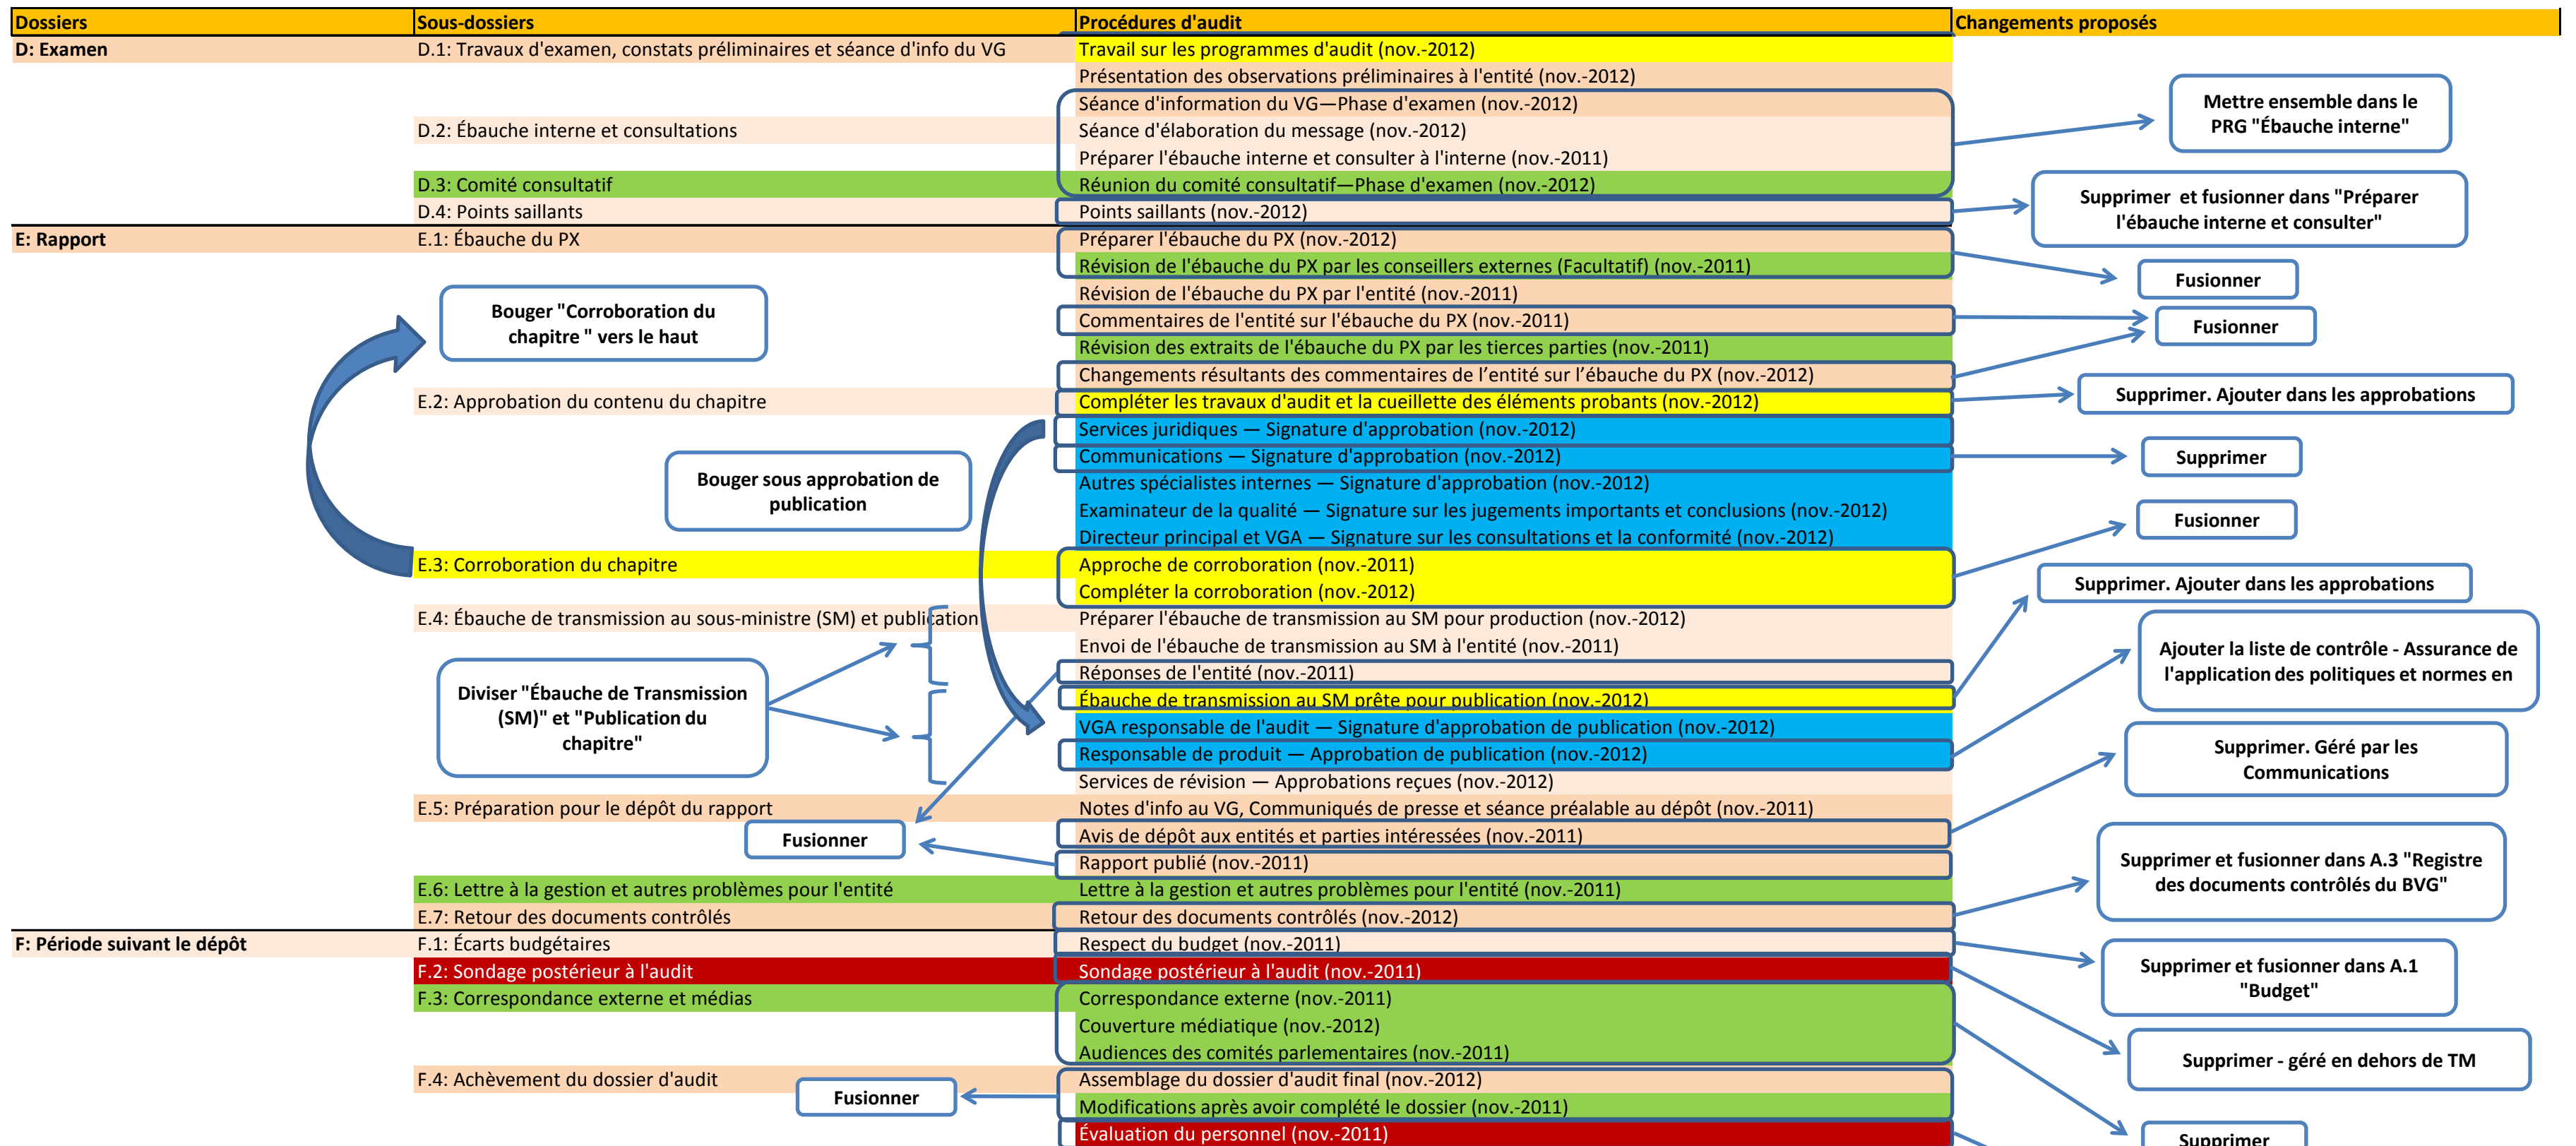 Dossiers Sous-dossiers Procédures d'audit Changements proposés
D: Examen D.1: Travaux d'examen, constats préliminaires et séance d'info du VG Travail sur les programmes d'audit (nov.-2012)
Présentation des observations préliminaires à l'entité (nov.-2012)
Séance d'information du VG—Phase d'examen (nov.-2012)
Mettre ensemble dans le
PRG "Ébauche interne"
D.2: Ébauche interne et consultations Séance d'élaboration du message (nov.-2012)
Préparer l'ébauche interne et consulter à l'interne (nov.-2011)
D.3: Comité consultatif Réunion du comité consultatif—Phase d'examen (nov.-2012)
D.4: Points saillants Points saillants (nov.-2012)
Supprimer et fusionner dans "Préparer
l'ébauche interne et consulter"
E: Rapport E.1: Ébauche du PX Préparer l'ébauche du PX (nov.-2012)
Révision de l'ébauche du PX par les conseillers externes (Facultatif) (nov.-2011)
Fusionner
Révision de l'ébauche du PX par l'entité (nov.-2011)
Bouger "Corroboration du
chapitre " vers le haut
Commentaires de l'entité sur l'ébauche du PX (nov.-2011)
Fusionner
Révision des extraits de l'ébauche du PX par les tierces parties (nov.-2011)
Changements résultants des commentaires de l’entité sur l’ébauche du PX (nov.-2012)
E.2: Approbation du contenu du chapitre Compléter les travaux d'audit et la cueillette des éléments probants (nov.-2012)
Supprimer. Ajouter dans les approbations
Services juridiques — Signature d'approbation (nov.-2012)
Communications — Signature d'approbation (nov.-2012)
Supprimer
Bouger sous approbation de
publication
Autres spécialistes internes — Signature d'approbation (nov.-2012)
Examinateur de la qualité — Signature sur les jugements importants et conclusions (nov.-2012)
Fusionner
Directeur principal et VGA — Signature sur les consultations et la conformité (nov.-2012)
E.3: Corroboration du chapitre Approche de corroboration (nov.-2011)
Compléter la corroboration (nov.-2012)
Supprimer. Ajouter dans les approbations
E.4: Ébauche de transmission au sous-ministre (SM) et publication Préparer l'ébauche de transmission au SM pour production (nov.-2012)
Envoi de l'ébauche de transmission au SM à l'entité (nov.-2011)
Ajouter la liste de contrôle - Assurance de
l'application des politiques et normes en
Réponses de l'entité (nov.-2011)
Diviser "Ébauche de Transmission
(SM)" et "Publication du
chapitre"
Ébauche de transmission au SM prête pour publication (nov.-2012)
VGA responsable de l'audit — Signature d'approbation de publication (nov.-2012)
Responsable de produit — Approbation de publication (nov.-2012)
Supprimer. Géré par les
Communications
Services de révision — Approbations reçues (nov.-2012)
E.5: Préparation pour le dépôt du rapport Notes d'info au VG, Communiqués de presse et séance préalable au dépôt (nov.-2011)
Fusionner
Avis de dépôt aux entités et parties intéressées (nov.-2011)
Rapport publié (nov.-2011)
Supprimer et fusionner dans A.3 "Registre
des documents contrôlés du BVG"
E.6: Lettre à la gestion et autres problèmes pour l'entité Lettre à la gestion et autres problèmes pour l'entité (nov.-2011)
E.7: Retour des documents contrôlés Retour des documents contrôlés (nov.-2012)
F: Période suivant le dépôt F.1: Écarts budgétaires Respect du budget (nov.-2011)
Supprimer et fusionner dans A.1
"Budget"
F.2: Sondage postérieur à l'audit Sondage postérieur à l'audit (nov.-2011)
F.3: Correspondance externe et médias Correspondance externe (nov.-2011)
Couverture médiatique (nov.-2012)
Audiences des comités parlementaires (nov.-2011)
Supprimer - géré en dehors de TM
F.4: Achèvement du dossier d'audit Assemblage du dossier d'audit final (nov.-2012)
Fusionner
Modifications après avoir complété le dossier (nov.-2011)
Évaluation du personnel (nov.-2011)
Supprimer